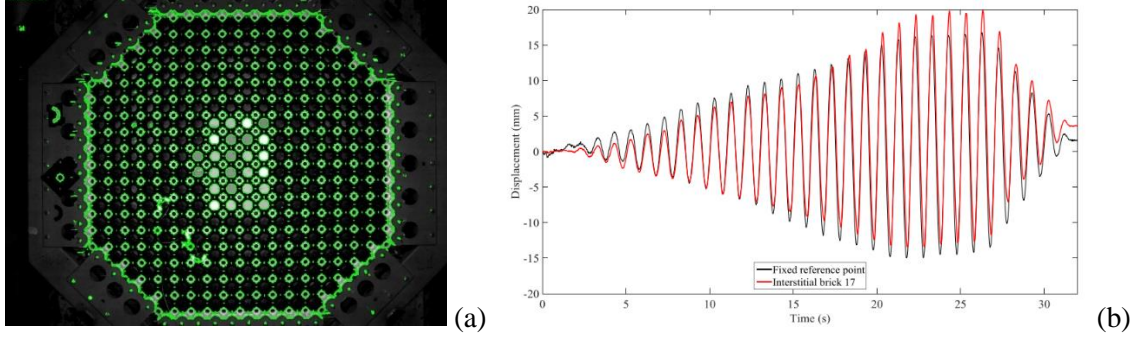 20
15
10
5
0
-5
-10
-15
-20
Displacement (mm)
Fixed reference point
Interstitial brick 17
0 5 10 15 20 25 30
Time (s)
(a) (b)